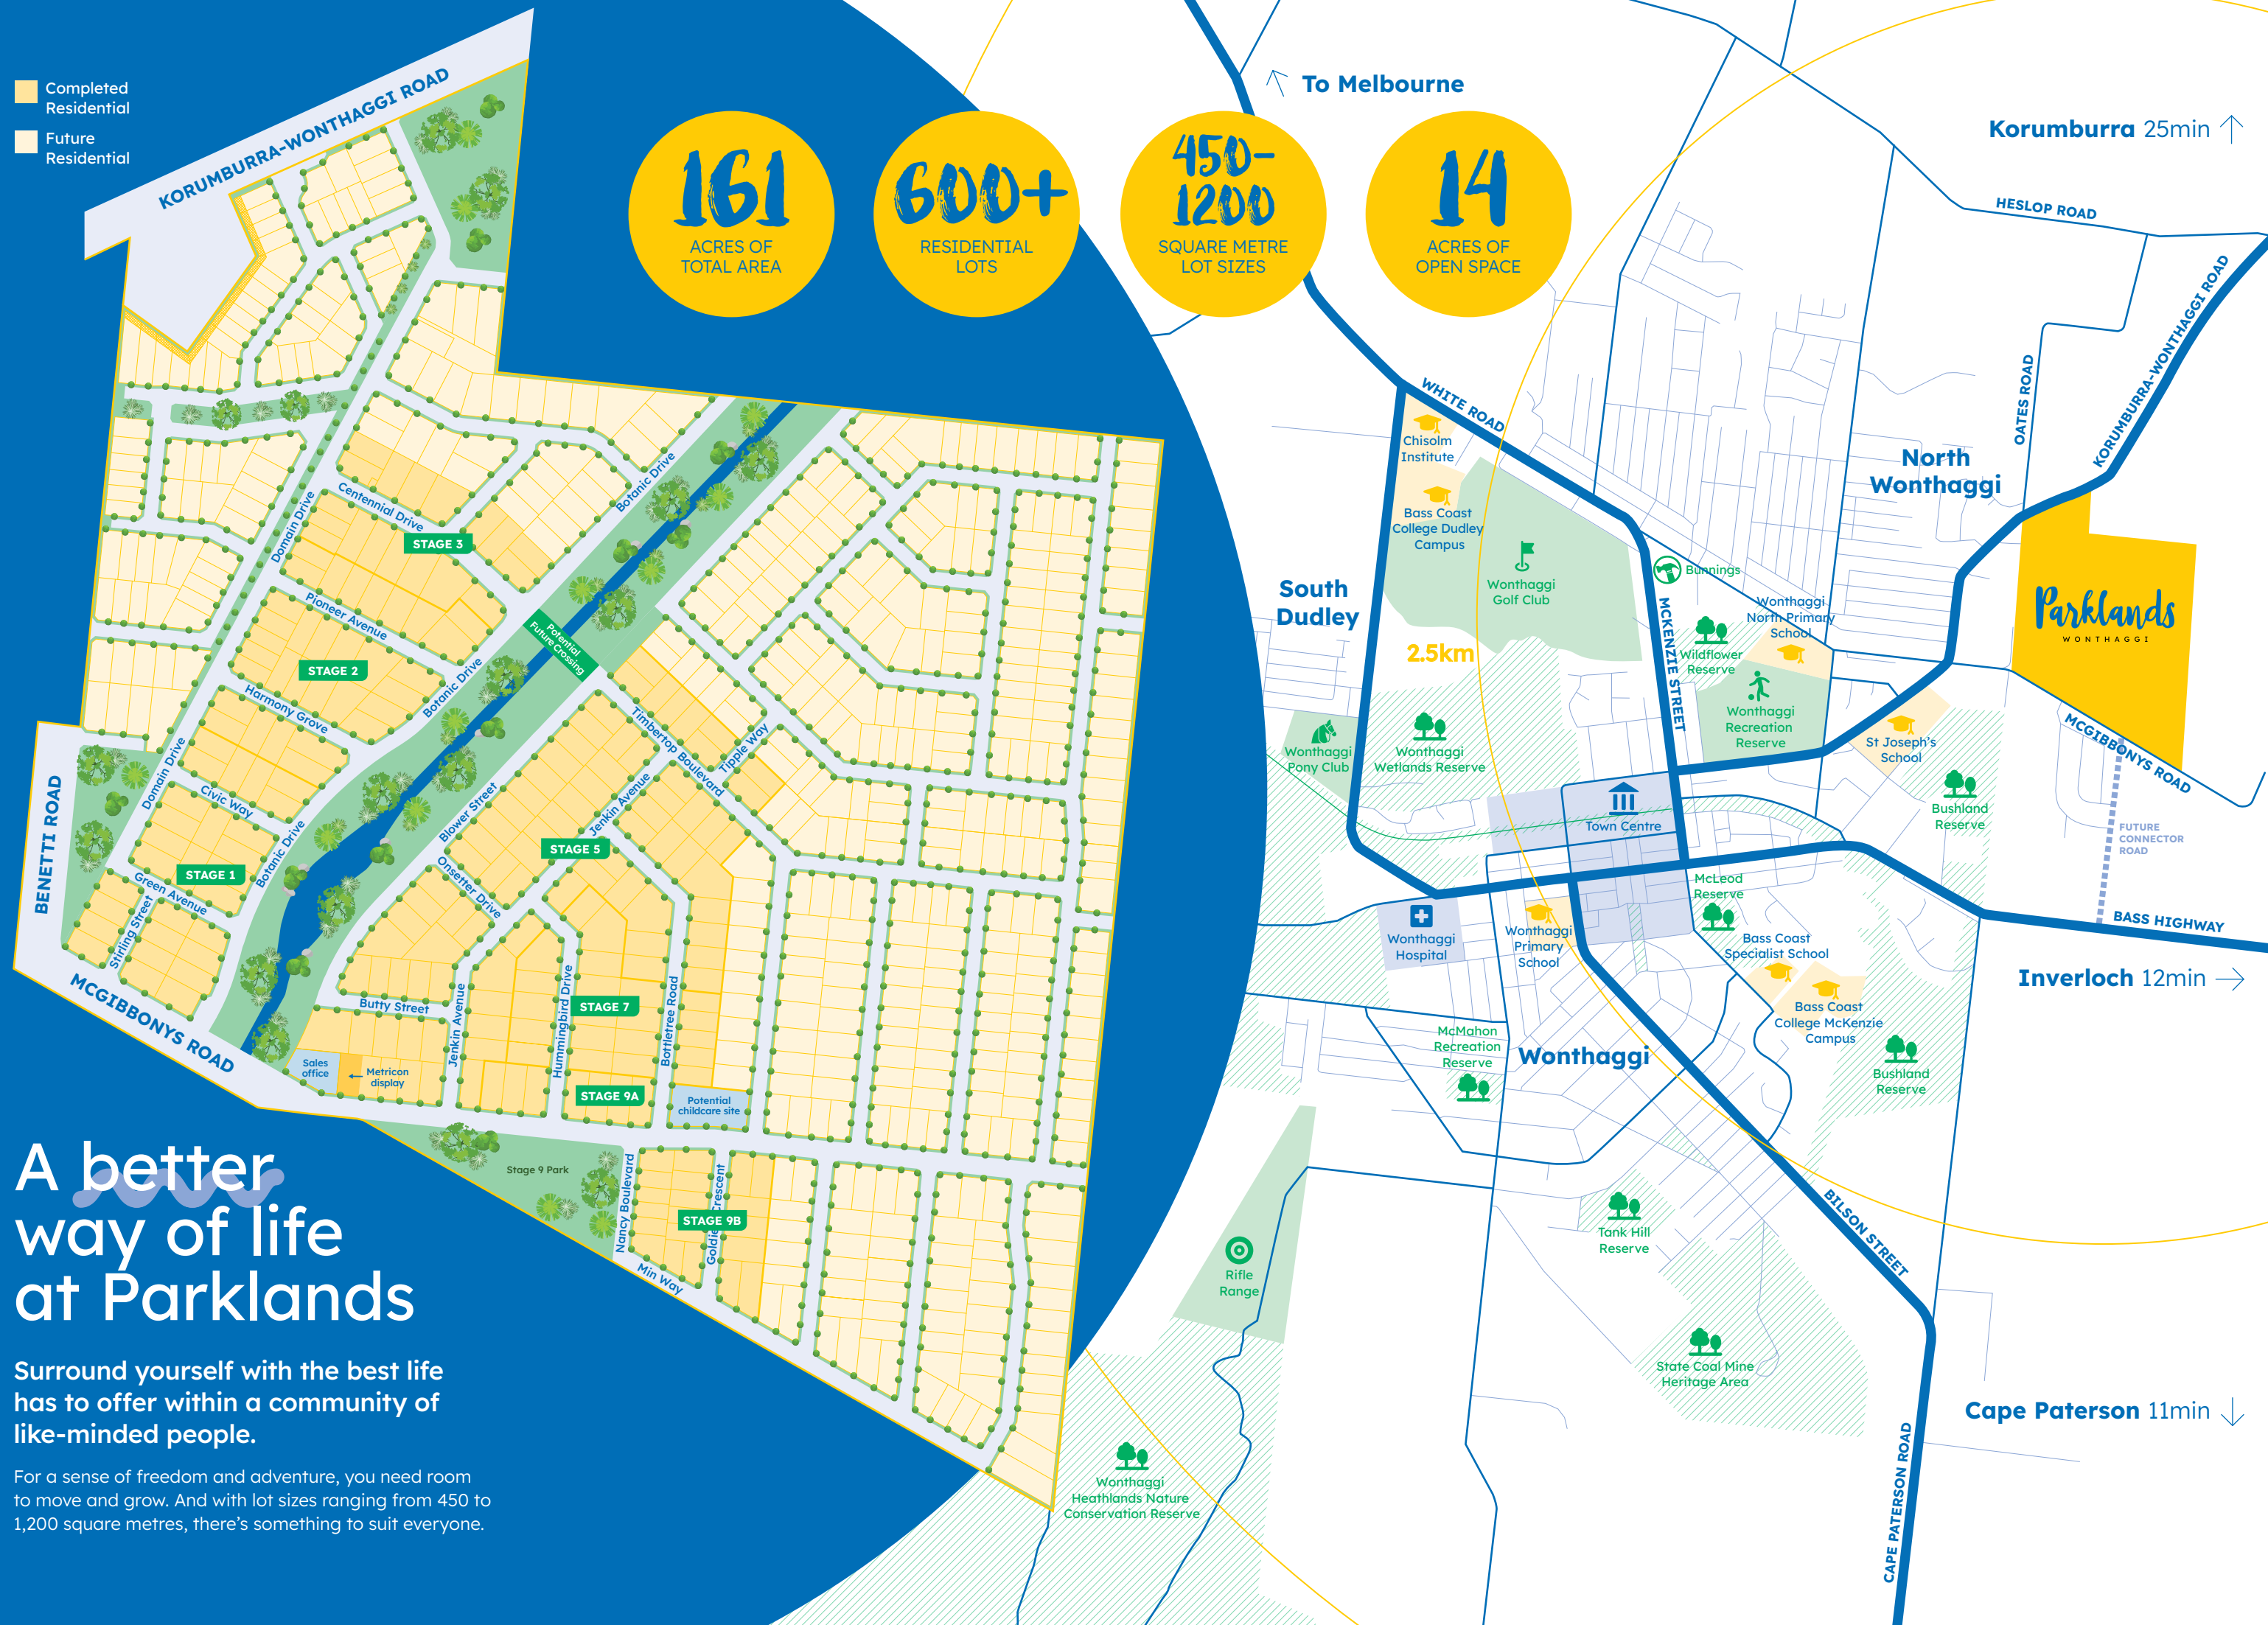 Completed
Residential
Future
Residential
KORUMBURRA-WONTHAGGI ROAD
161
ACRES OF
TOTAL AREA
600+
RESIDENTIAL
LOTS
450-
1200
SQUARE METRE
LOT SIZES
14
ACRES OF
OPEN SPACE
Botanic Drive
Centennial Drive
Domain Drive
STAGE 3
Pioneer Avenue
Potential
Future Crossing
STAGE 2
Botanic Drive
Harmony Grove
Timbertop Boulevard
Tipple Way
Domain Drive
BENETTI ROAD
Civic Way
Blower Street
Jenkin Avenue
Botanic Drive
STAGE 5
STAGE 1
Onsetter Drive
Green Avenue
Stirling Street
MCGIBBONYS ROAD
Butty Street
Jenkin Avenue
Hummingbird Drive
STAGE 7
Bottletree Road
Sales
office
Metricon
display
STAGE 9A
Potential
childcare site
Stage 9 Park
Nancy Boulevard
Goldie Crescent
STAGE 9B
Min Way
A better
way of life
at Parklands
Surround yourself with the best life
has to offer within a community of
like-minded people.
For a sense of freedom and adventure, you need room
to move and grow. And with lot sizes ranging from 450 to
1,200 square metres, there's something to suit everyone.
To Melbourne
Korumburra 25min
HESLOP ROAD
KORUMBURRA-WONTHAGGI ROAD
OATES ROAD
WHITE ROAD
Chisolm
Institute
North
Wonthaggi
Bass Coast
College Dudley
Campus
Wonthaggi
Golf Club
Bunnings
South
Dudley
MCKENZIE STREET
Wonthaggi
North Primary
School
Parklands
WONTHAGGI
2.5km
Wildflower
Reserve
Wonthaggi
Recreation
Reserve
Wonthaggi
Pony Club
Wonthaggi
Wetlands Reserve
St Joseph's
School
MCGIBBONYS ROAD
Bushland
Reserve
Town Centre
FUTURE
CONNECTOR
ROAD
McLeod
Reserve
BASS HIGHWAY
Wonthaggi
Hospital
Wonthaggi
Primary
School
Bass Coast
Specialist School
Inverloch 12min
Bass Coast
College McKenzie
Campus
McMahon
Recreation
Reserve
Wonthaggi
Bushland
Reserve
BILSON STREET
Tank Hill
Reserve
Rifle
Range
State Coal Mine
Heritage Area
Cape Paterson 11min
CAPE PATERSON ROAD
Wonthaggi
Heathlands Nature
Conservation Reserve